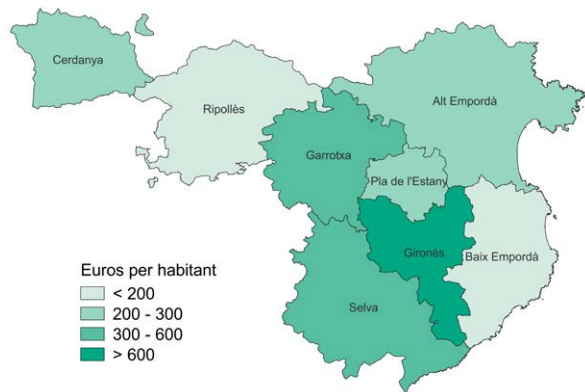 Cerdanya
Ripollès
Alt Empordà
Garrotxa
Pla de l'Estany
Gironès
Baix Empordà
Selva
Euros per habitant
< 200
200 - 300
300 - 600
> 600